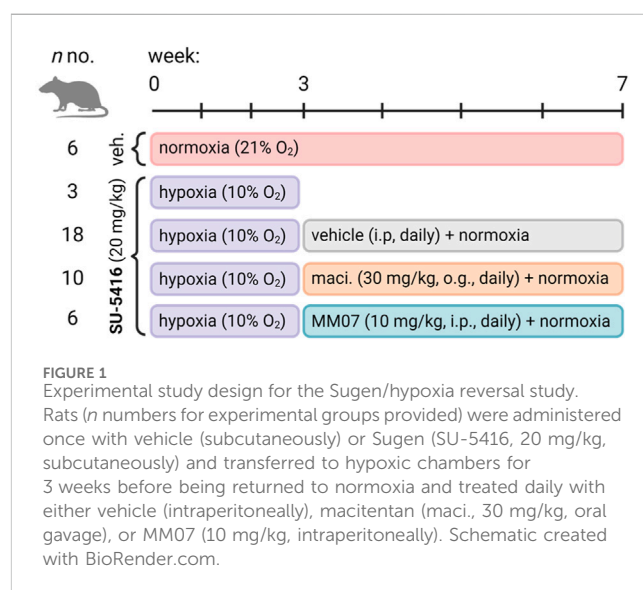 n no. week:
0 3 7
6 veh. normoxia (21% O₂)
SU-5416 (20 mg/kg)
3 hypoxia (10% O₂)
18 hypoxia (10% O₂) vehicle (i.p, daily) + normoxia
10 hypoxia (10% O₂) maci. (30 mg/kg, o.g., daily) + normoxia
6 hypoxia (10% O₂) MM07 (10 mg/kg, i.p., daily) + normoxia
FIGURE 1
Experimental study design for the Sugen/hypoxia reversal study.
Rats (n numbers for experimental groups provided) were administered
once with vehicle (subcutaneously) or Sugen (SU-5416, 20 mg/kg,
subcutaneously) and transferred to hypoxic chambers for
3 weeks before being returned to normoxia and treated daily with
either vehicle (intraperitoneally), macitentan (maci., 30 mg/kg, oral
gavage), or MM07 (10 mg/kg, intraperitoneally). Schematic created
with BioRender.com.